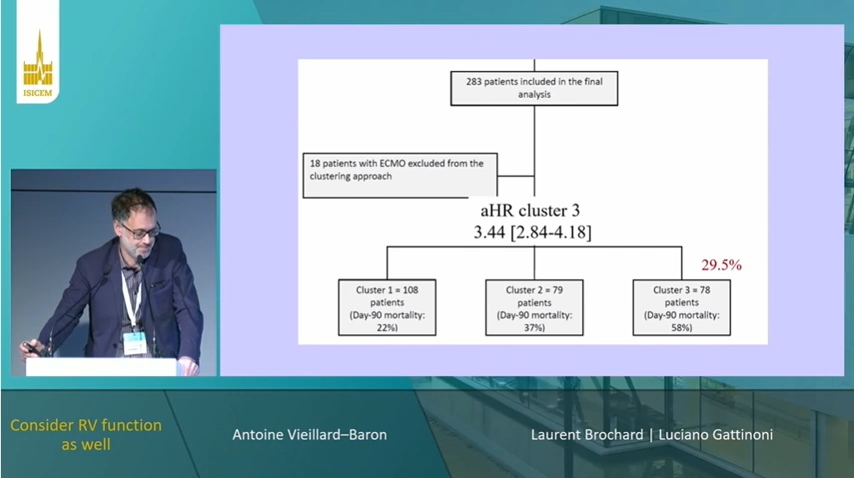 ISICEM
283 patients included in the final
analysis
18 patients with ECMO excluded from the
clustering approach
aHR cluster 3
3.44 [2.84-4.18]
29.5%
Cluster 1 = 108
patients
(Day-90 mortality:
22%)
Cluster 2 = 79
patients
(Day-90 mortality:
37%)
Cluster 3 = 78
patients
(Day-90 mortality:
58%)
Consider RV function
as well
Antoine Vieillard–Baron
Laurent Brochard | Luciano Gattinoni